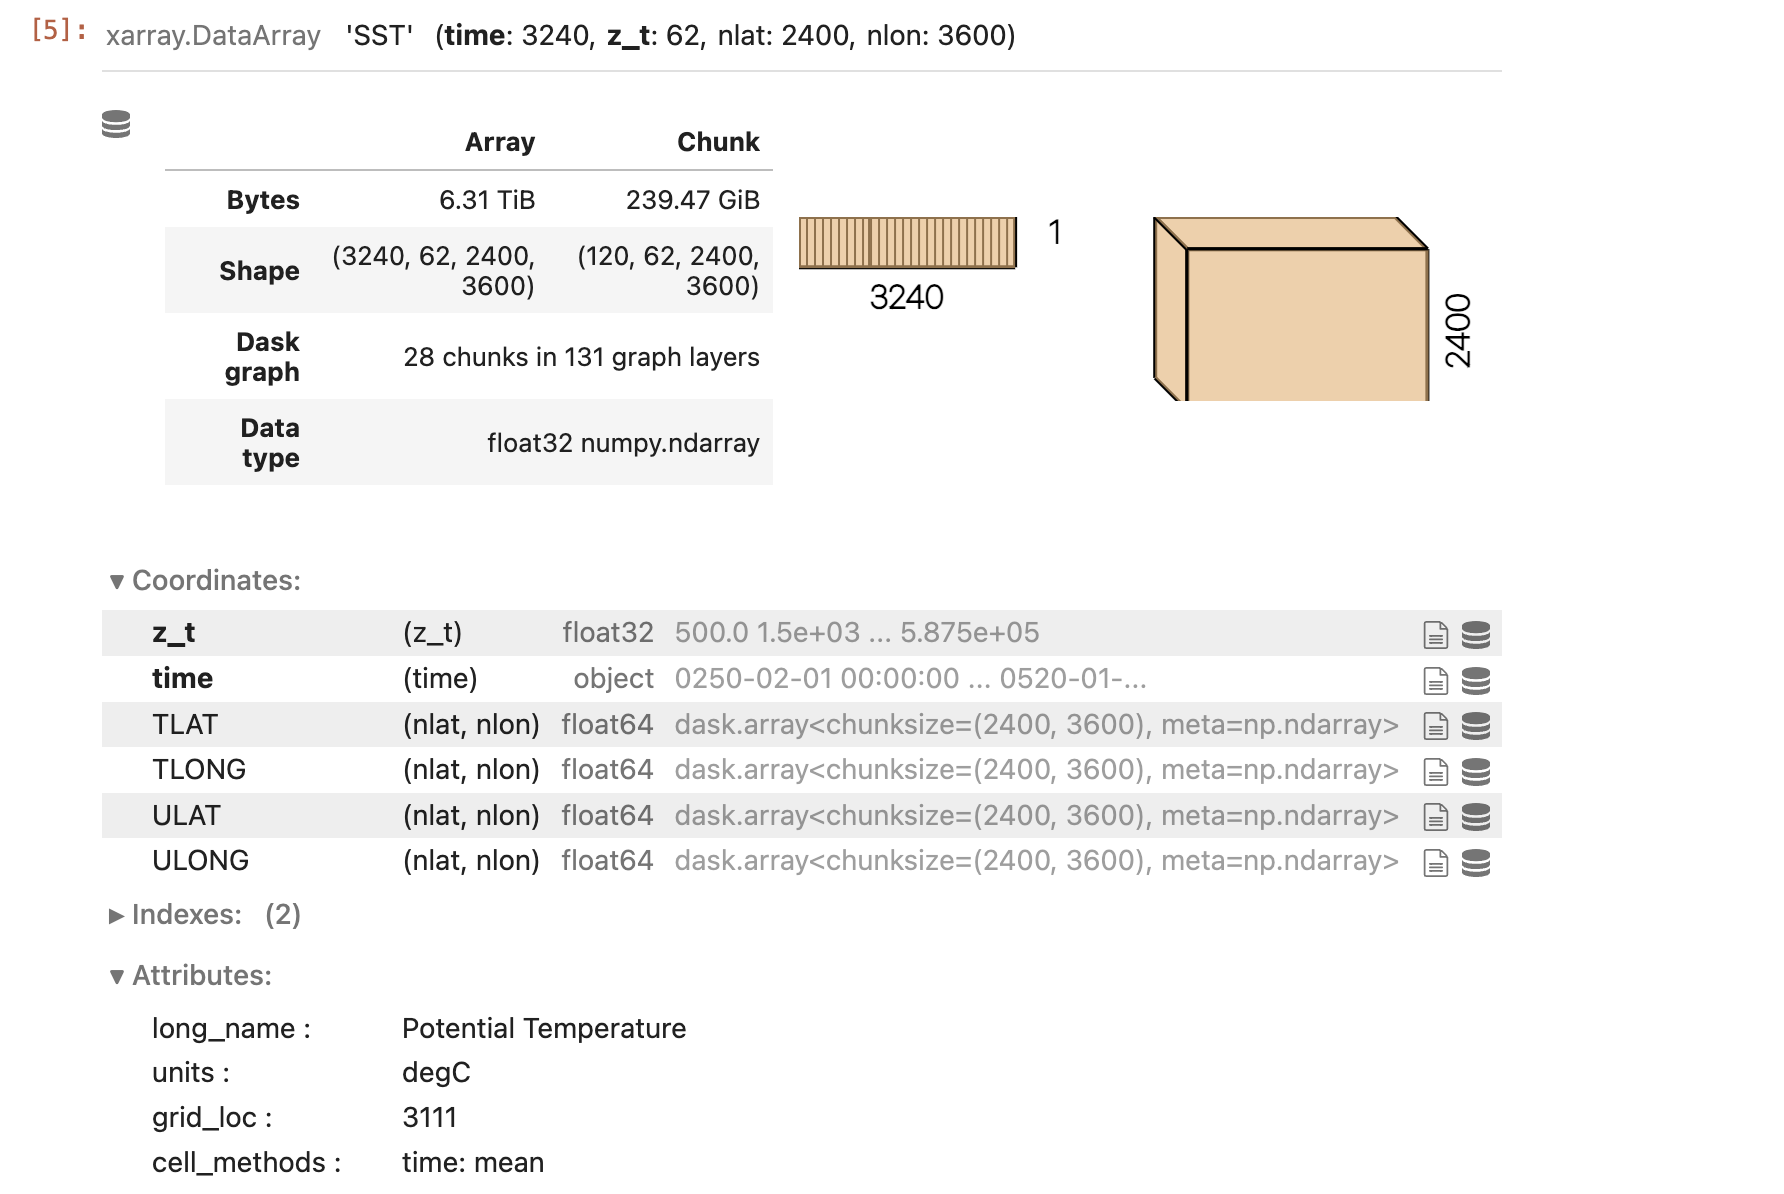 [5]: xarray.DataArray 'SST' (time: 3240, z_t: 62, nlat: 2400, nlon: 3600)
Array Chunk
Bytes 6.31 TiB 239.47 GiB
Shape (3240, 62, 2400, 3600) (120, 62, 2400, 3600)
Dask graph 28 chunks in 131 graph layers
Data type float32 numpy.ndarray
1
3240
2400
▼ Coordinates:
z_t (z_t) float32 500.0 1.5e+03 ... 5.875e+05
time (time) object 0250-02-01 00:00:00 ... 0520-01-...
TLAT (nlat, nlon) float64 dask.array<chunksize=(2400, 3600), meta=np.ndarray>
TLONG (nlat, nlon) float64 dask.array<chunksize=(2400, 3600), meta=np.ndarray>
ULAT (nlat, nlon) float64 dask.array<chunksize=(2400, 3600), meta=np.ndarray>
ULONG (nlat, nlon) float64 dask.array<chunksize=(2400, 3600), meta=np.ndarray>
► Indexes: (2)
▼ Attributes:
long_name : Potential Temperature
units : degC
grid_loc : 3111
cell_methods : time: mean